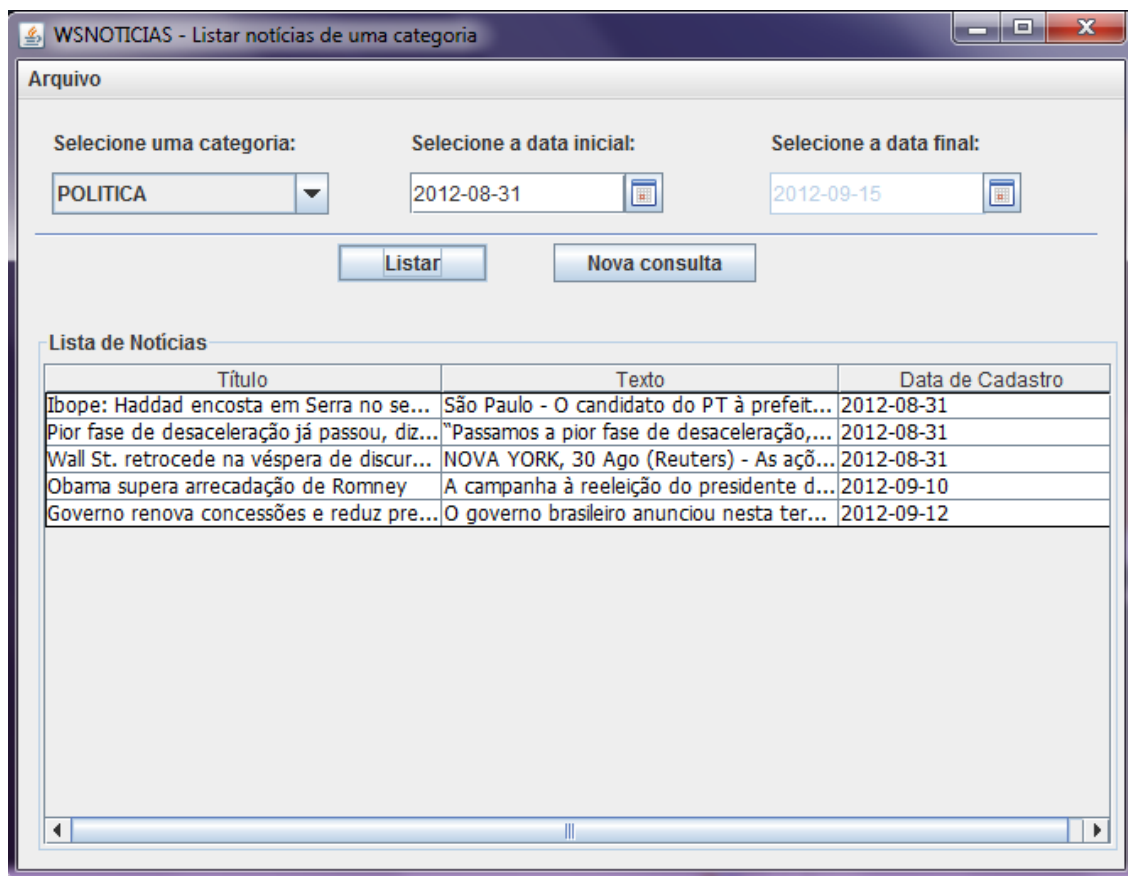 WSNOTICIAS - Listar notícias de uma categoria
Arquivo
Selecione uma categoria: Selecione a data inicial: Selecione a data final:
POLITICA 2012-08-31 2012-09-15
Listar Nova consulta
Lista de Notícias
Título Texto Data de Cadastro
Ibope: Haddad encosta em Serra no se... São Paulo - O candidato do PT à prefeit... 2012-08-31
Pior fase de desaceleração já passou, diz... "Passamos a pior fase de desaceleração,... 2012-08-31
Wall St. retrocede na véspera de discur... NOVA YORK, 30 Ago (Reuters) - As açõ... 2012-08-31
Obama supera arrecadação de Romney A campanha à reeleição do presidente d... 2012-09-10
Governo renova concessões e reduz pre... O governo brasileiro anunciou nesta ter... 2012-09-12